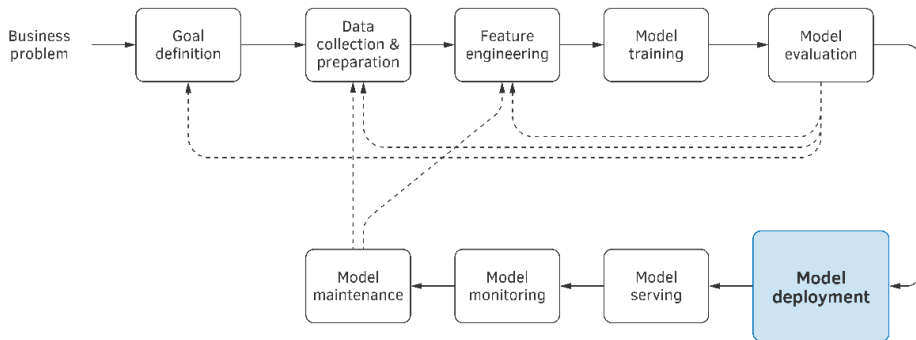 Business
problem
Goal
definition
Data
collection &
preparation
Feature
engineering
Model
training
Model
evaluation
Model
maintenance
Model
monitoring
Model
serving
Model
deployment